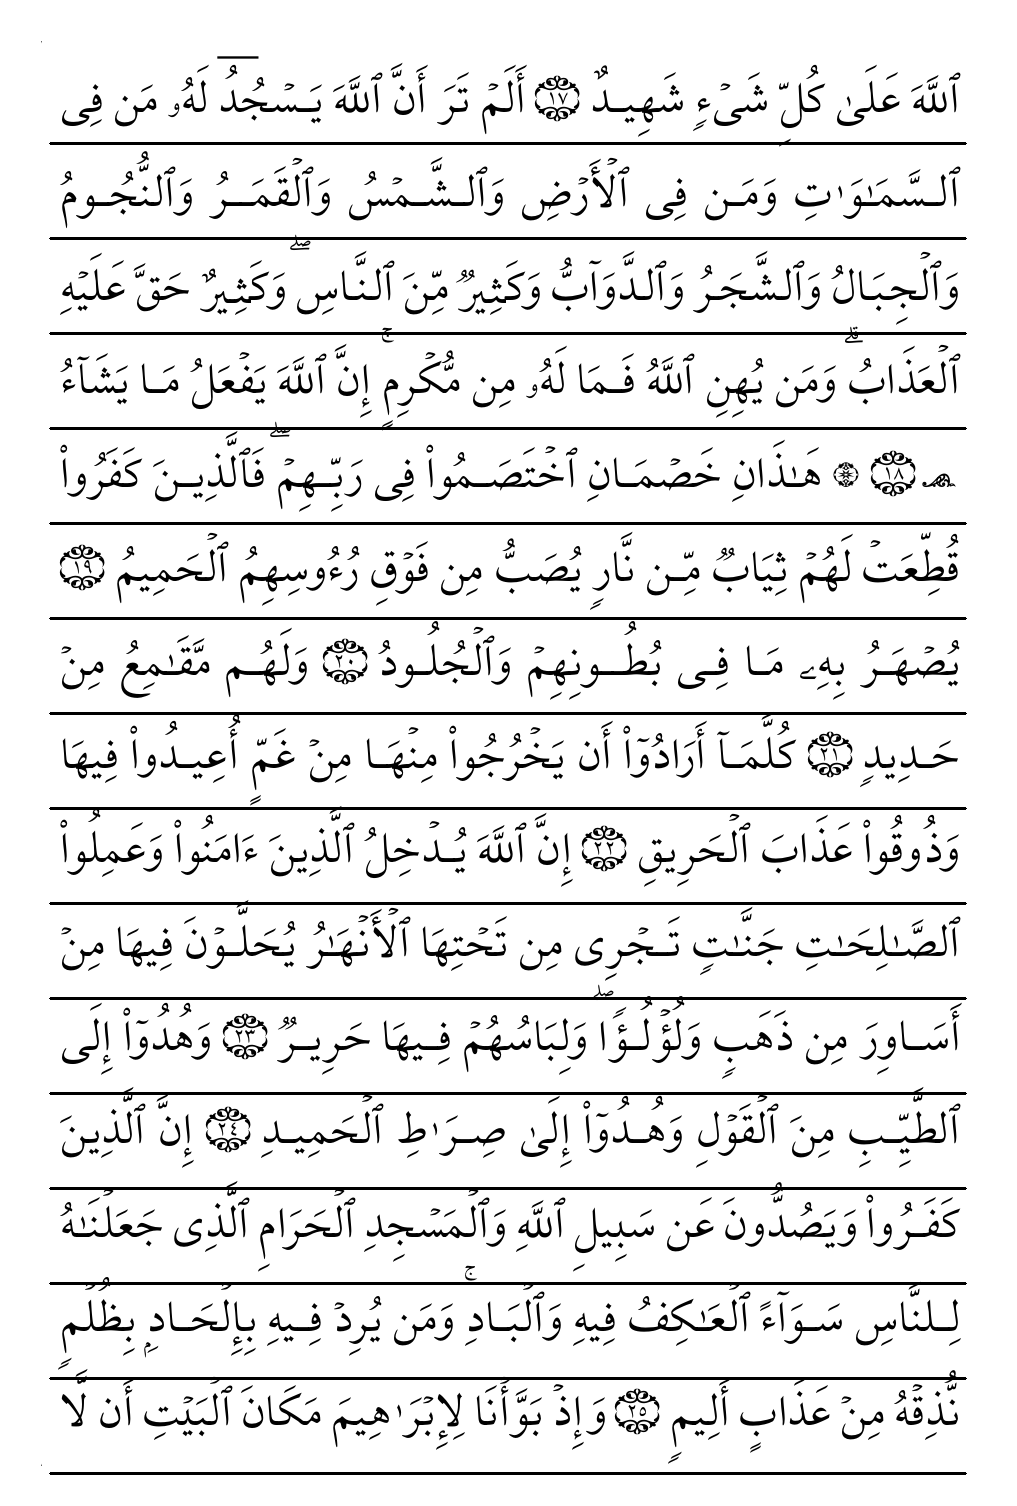 ٱللَّهَ عَلَىٰ كُلِّ شَىْءٍ شَهِيدٌ ١٧ أَلَمْ تَرَ أَنَّ ٱللَّهَ يَسْجُدُ لَهُۥ مَن فِى
ٱلسَّمَـٰوَٰتِ وَمَن فِى ٱلْأَرْضِ وَٱلشَّمْسُ وَٱلْقَمَرُ وَٱلنُّجُومُ
وَٱلْجِبَالُ وَٱلشَّجَرُ وَٱلدَّوَآبُّ وَكَثِيرٌ مِّنَ ٱلنَّاسِ ۖ وَكَثِيرٌ حَقَّ عَلَيْهِ
ٱلْعَذَابُ ۗ وَمَن يُهِنِ ٱللَّهُ فَمَا لَهُۥ مِن مُّكْرِمٍ ۚ إِنَّ ٱللَّهَ يَفْعَلُ مَا يَشَآءُ
۩ ١٨ ۞ هَـٰذَانِ خَصْمَانِ ٱخْتَصَمُوا۟ فِى رَبِّهِمْ ۖ فَٱلَّذِينَ كَفَرُوا۟
قُطِّعَتْ لَهُمْ ثِيَابٌ مِّن نَّارٍ يُصَبُّ مِن فَوْقِ رُءُوسِهِمُ ٱلْحَمِيمُ ١٩
يُصْهَرُ بِهِۦ مَا فِى بُطُونِهِمْ وَٱلْجُلُودُ ٢٠ وَلَهُم مَّقَـٰمِعُ مِنْ
حَدِيدٍ ٢١ كُلَّمَآ أَرَادُوٓا۟ أَن يَخْرُجُوا۟ مِنْهَا مِنْ غَمٍّ أُعِيدُوا۟ فِيهَا
وَذُوقُوا۟ عَذَابَ ٱلْحَرِيقِ ٢٢ إِنَّ ٱللَّهَ يُدْخِلُ ٱلَّذِينَ ءَامَنُوا۟ وَعَمِلُوا۟
ٱلصَّـٰلِحَـٰتِ جَنَّـٰتٍ تَجْرِى مِن تَحْتِهَا ٱلْأَنْهَـٰرُ يُحَلَّوْنَ فِيهَا مِنْ
أَسَاوِرَ مِن ذَهَبٍ وَلُؤْلُؤًا ۖ وَلِبَاسُهُمْ فِيهَا حَرِيرٌ ٢٣ وَهُدُوٓا۟ إِلَى
ٱلطَّيِّبِ مِنَ ٱلْقَوْلِ وَهُدُوٓا۟ إِلَىٰ صِرَٰطِ ٱلْحَمِيدِ ٢٤ إِنَّ ٱلَّذِينَ
كَفَرُوا۟ وَيَصُدُّونَ عَن سَبِيلِ ٱللَّهِ وَٱلْمَسْجِدِ ٱلْحَرَامِ ٱلَّذِى جَعَلْنَـٰهُ
لِلنَّاسِ سَوَآءً ٱلْعَـٰكِفُ فِيهِ وَٱلْبَادِ ۚ وَمَن يُرِدْ فِيهِ بِإِلْحَادٍۭ بِظُلْمٍ
نُّذِقْهُ مِنْ عَذَابٍ أَلِيمٍ ٢٥ وَإِذْ بَوَّأْنَا لِإِبْرَٰهِيمَ مَكَانَ ٱلْبَيْتِ أَن لَّا